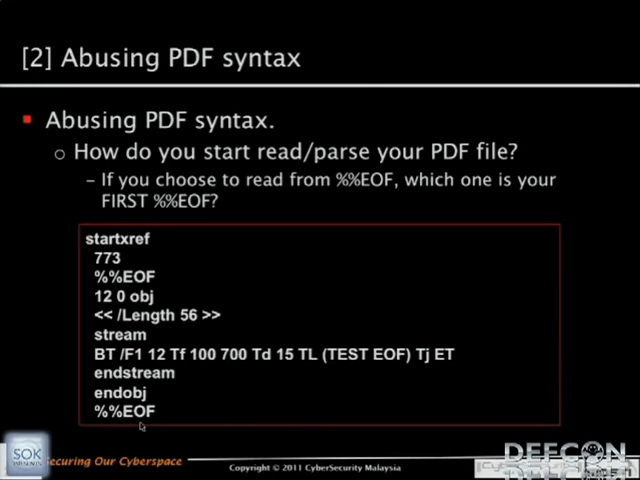 [2] Abusing PDF syntax
Abusing PDF syntax.
How do you start read/parse your PDF file?
– If you choose to read from %%EOF, which one is your
FIRST %%EOF?
startxref
773
%%EOF
12 0 obj
<< /Length 56 >>
stream
BT /F1 12 Tf 100 700 Td 15 TL (TEST EOF) Tj ET
endstream
endobj
%%EOF
SOK
PRESENTS
Securing Our Cyberspace
Copyright © 2011 CyberSecurity Malaysia
DEFCON